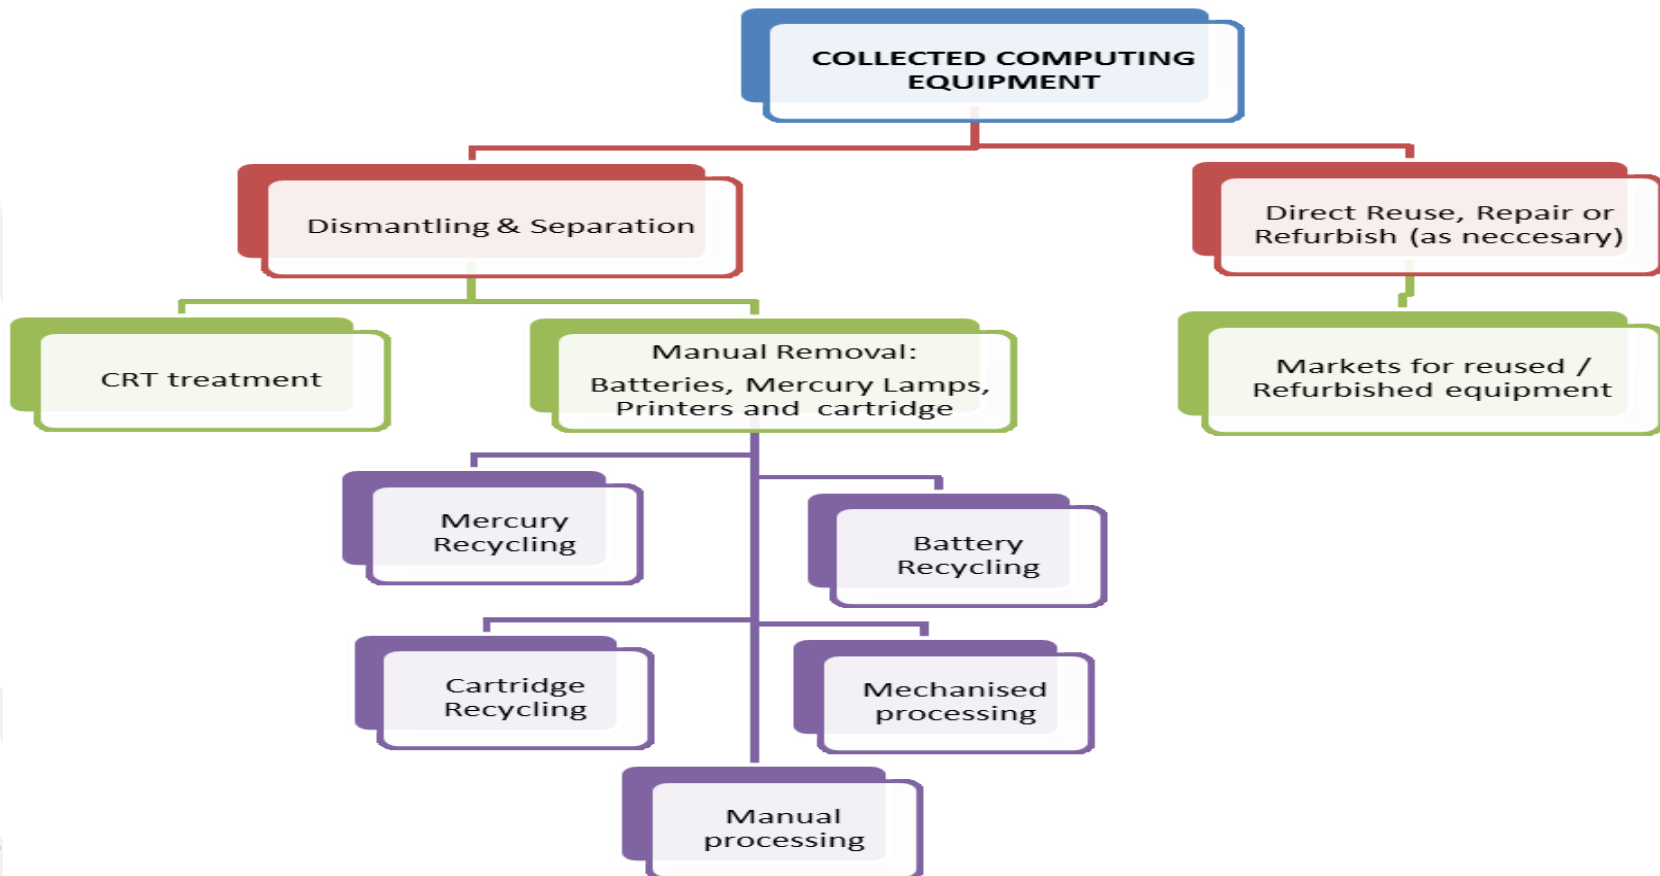 COLLECTED COMPUTING
EQUIPMENT
Dismantling & Separation
Direct Reuse, Repair or
Refurbish (as neccesary)
CRT treatment
Manual Removal:
Batteries, Mercury Lamps,
Printers and cartridge
Markets for reused /
Refurbished equipment
Mercury
Recycling
Battery
Recycling
Cartridge
Recycling
Mechanised
processing
Manual
processing